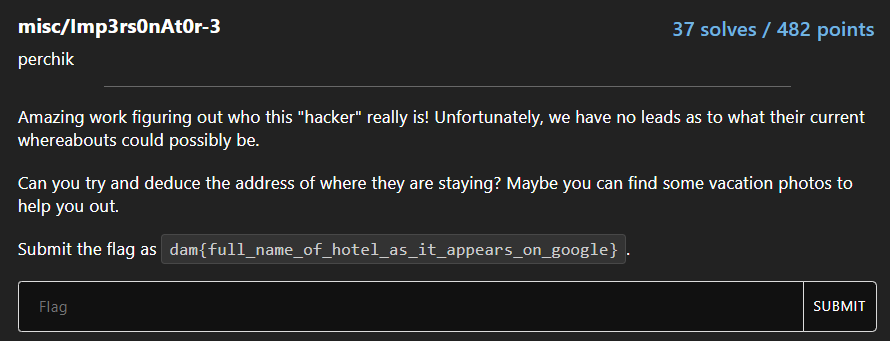 misc/Imp3rs0nAt0r-3
37 solves / 482 points
perchik
Amazing work figuring out who this "hacker" really is! Unfortunately, we have no leads as to what their current
whereabouts could possibly be.
Can you try and deduce the address of where they are staying? Maybe you can find some vacation photos to
help you out.
Submit the flag as dam{full_name_of_hotel_as_it_appears_on_google}.
Flag
SUBMIT